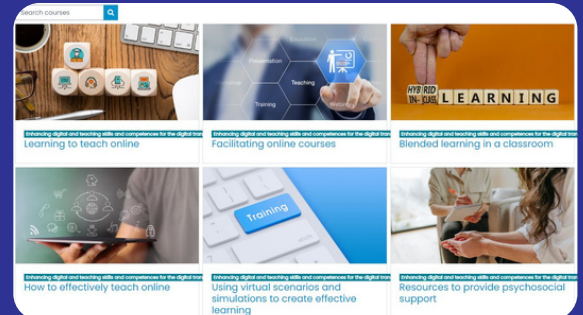 Search courses
Presentation
Teaching
Training
HYBRID
IN-CLASS
LEARNING
Enhancing digital and teaching skills and competences for the digital tran
Learning to teach online
Enhancing digital and teaching skills and competences for the digital tran
Facilitating online courses
Enhancing digital and teaching skills and competences for the digital tran
Blended learning in a classroom
Training
Enhancing digital and teaching skills and competences for the digital tran
How to effectively teach online
Enhancing digital and teaching skills and competences for the digital tran
Using virtual scenarios and
simulations to create effective
learning
Enhancing digital and teaching skills and competences for the digital tran
Resources to provide psychosocial
support